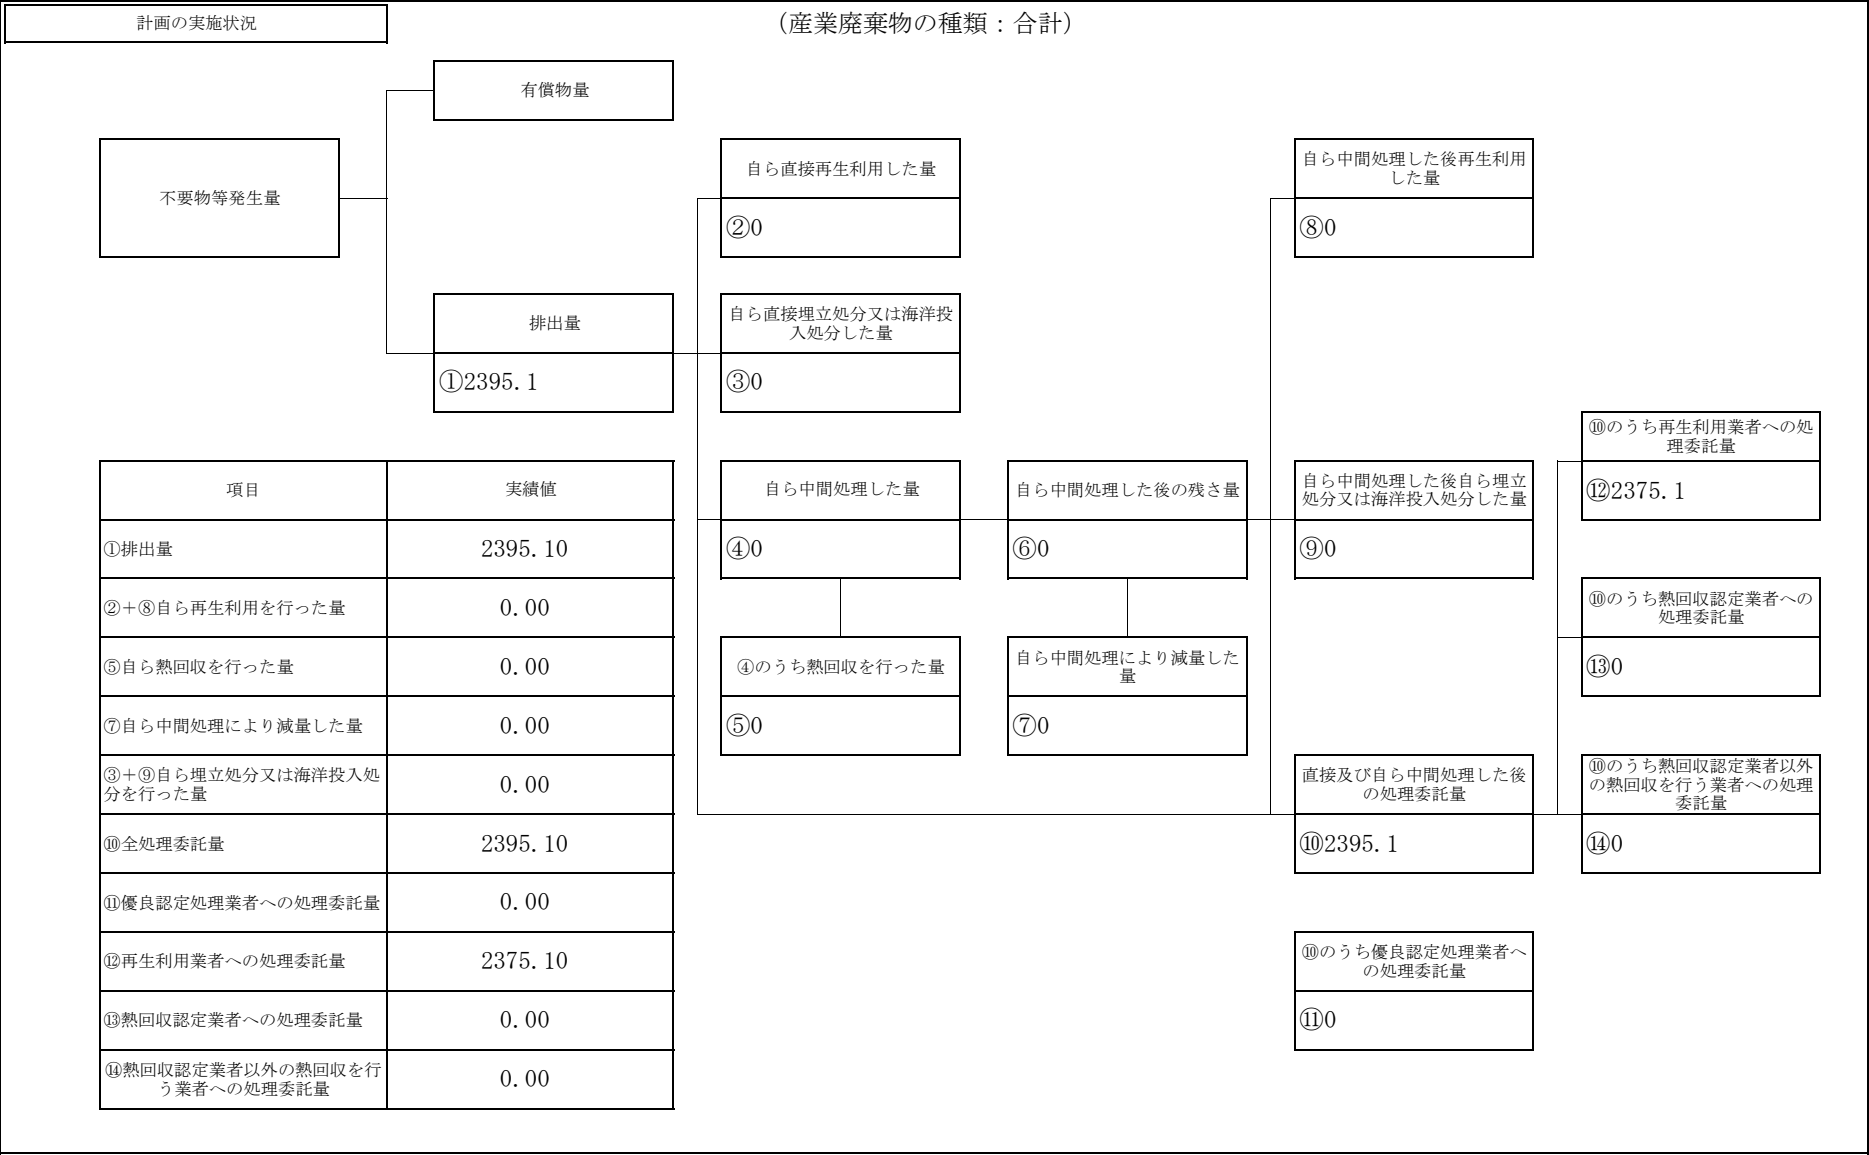 計画の実施状況
（産業廃棄物の種類：合計）
有償物量
不要物等発生量
自ら直接再生利用した量
②0
自ら中間処理した後再生利用
した量
⑧0
排出量
①2395.1
自ら直接埋立処分又は海洋投
入処分した量
③0
⑩のうち再生利用業者への処
理委託量
⑫2375.1
自ら中間処理した量
④0
自ら中間処理した後の残さ量
⑥0
自ら中間処理した後自ら埋立
処分又は海洋投入処分した量
⑨0
⑩のうち熱回収認定業者への
処理委託量
⑬0
④のうち熱回収を行った量
⑤0
自ら中間処理により減量した
量
⑦0
直接及び自ら中間処理した後
の処理委託量
⑩2395.1
⑩のうち熱回収認定業者以外
の熱回収を行う業者への処理
委託量
⑭0
⑩のうち優良認定処理業者へ
の処理委託量
⑪0
項目 実績値
①排出量 2395.10
②＋⑧自ら再生利用を行った量 0.00
⑤自ら熱回収を行った量 0.00
⑦自ら中間処理により減量した量 0.00
③＋⑨自ら埋立処分又は海洋投入処
分を行った量 0.00
⑩全処理委託量 2395.10
⑪優良認定処理業者への処理委託量 0.00
⑫再生利用業者への処理委託量 2375.10
⑬熱回収認定業者への処理委託量 0.00
⑭熱回収認定業者以外の熱回収を行
う業者への処理委託量 0.00